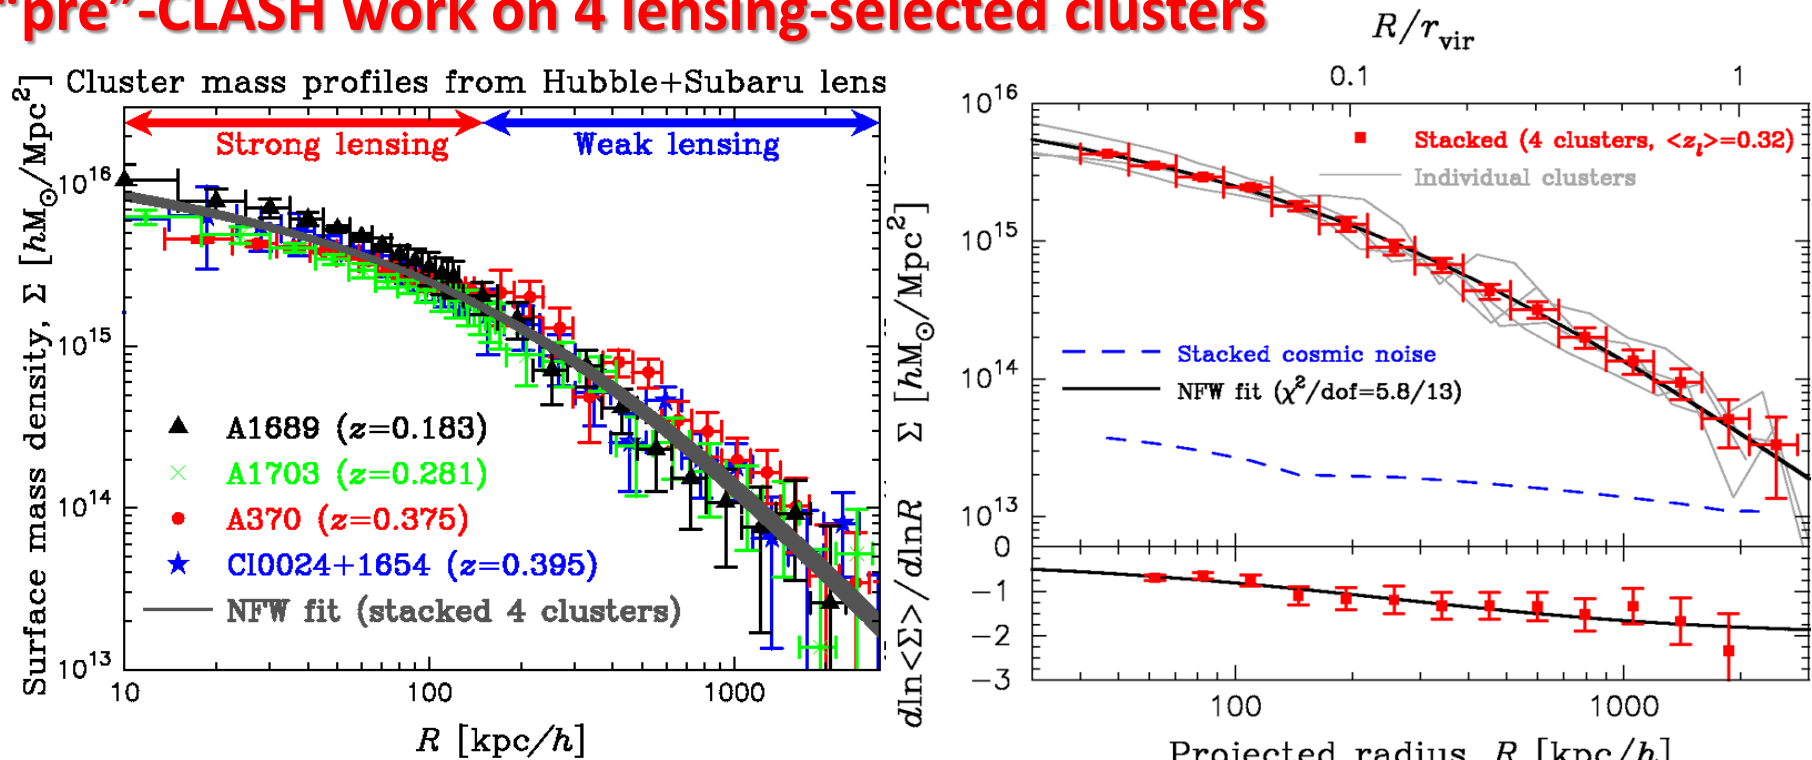 "pre"-CLASH work on 4 lensing-selected clusters
Cluster mass profiles from Hubble+Subaru lens
Strong lensing
Weak lensing
Surface mass density, Σ [hM⊙/Mpc²]
10¹⁶
10¹⁵
10¹⁴
10¹³
A1689 (z=0.183)
A1703 (z=0.281)
A370 (z=0.375)
Cl0024+1654 (z=0.395)
NFW fit (stacked 4 clusters)
10
100
1000
R [kpc/h]
R/r_vir
0.1
1
Σ [hM⊙/Mpc²]
10¹⁶
10¹⁵
10¹⁴
10¹³
Stacked (4 clusters, <z_l>=0.32)
Individual clusters
Stacked cosmic noise
NFW fit (χ²/dof=5.8/13)
dln<Σ>/dlnR
0
−1
−2
−3
100
1000
Projected radius, R [kpc/h]